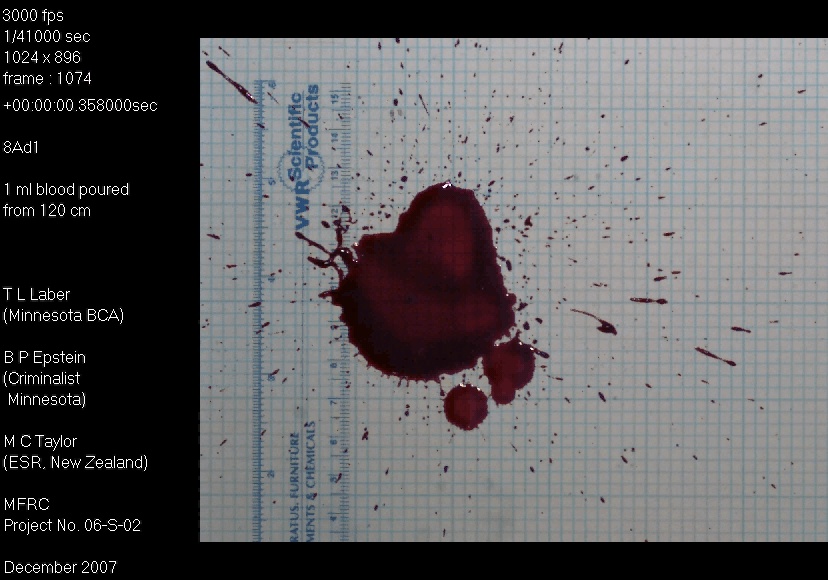 3000 fps
1/41000 sec
1024 x 896
frame : 1074
+00:00:00.358000sec
8Ad1
1 ml blood poured
from 120 cm
T L Laber
(Minnesota BCA)
B P Epstein
(Criminalist
Minnesota)
M C Taylor
(ESR, New Zealand)
MFRC
Project No. 06-S-02
December 2007
VWR Scientific
Products
RATUS, FURNITURE
MENTS & CHEMICALS